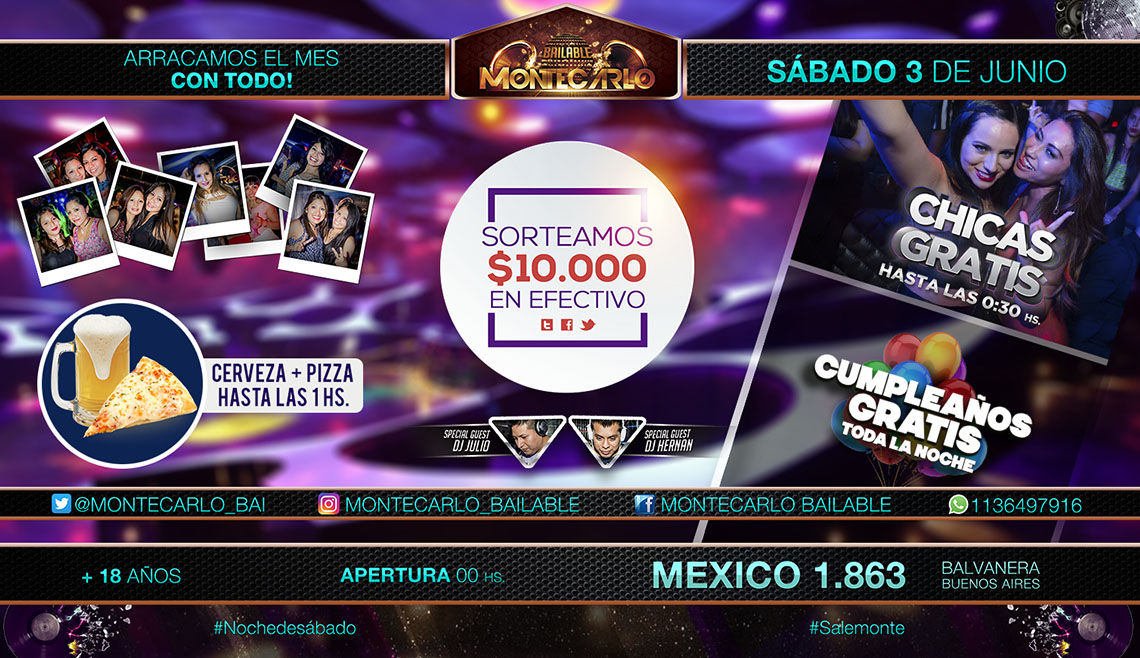 ARRACAMOS EL MES
CON TODO!
BAILABLE
MONTECARLO
SÁBADO 3 DE JUNIO
SORTEAMOS
$10.000
EN EFECTIVO
CHICAS
GRATIS
HASTA LAS 0:30 HS.
CERVEZA + PIZZA
HASTA LAS 1 HS.
CUMPLEAÑOS
GRATIS
TODA LA NOCHE
SPECIAL GUEST
DJ JULIO
SPECIAL GUEST
DJ HERNAN
@MONTECARLO_BAI
MONTECARLO_BAILABLE
MONTECARLO BAILABLE
1136497916
+ 18 AÑOS
APERTURA 00 HS.
MEXICO 1.863
BALVANERA
BUENOS AIRES
#Nochedesábado
#Salemonte